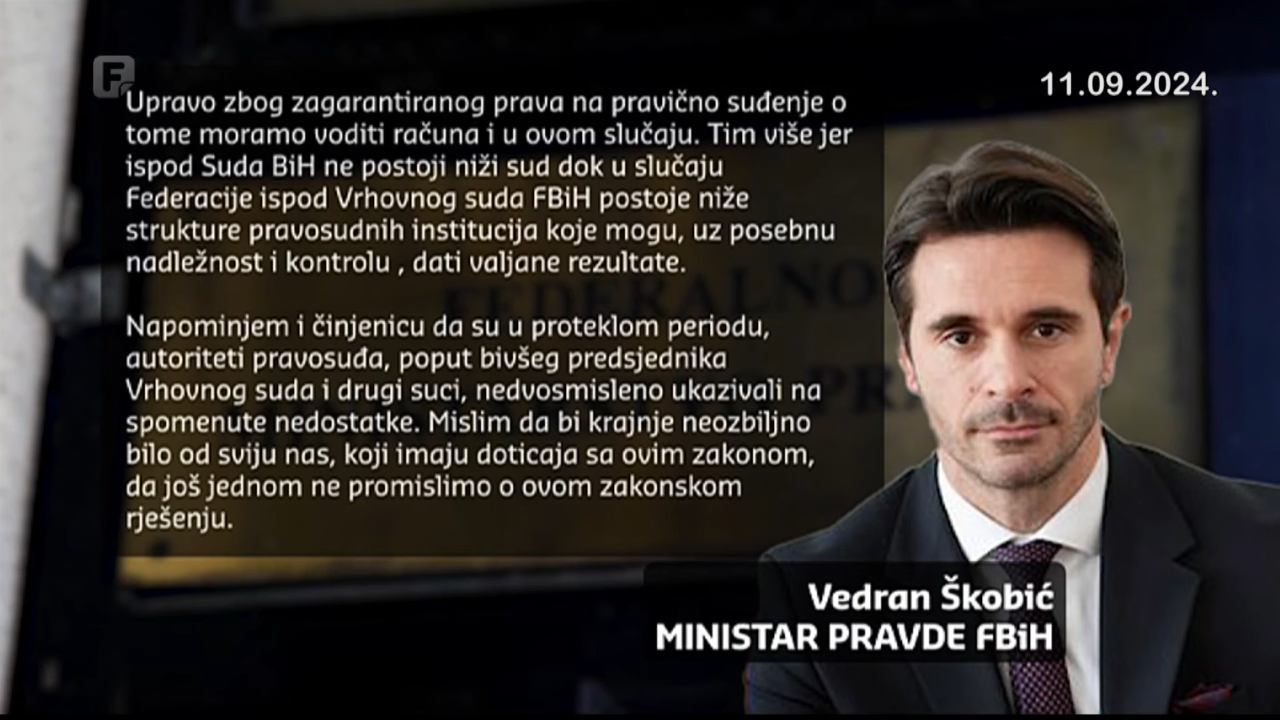 F
11.09.2024.
Upravo zbog zagarantiranog prava na pravično suđenje o
tome moramo voditi računa i u ovom slučaju. Tim više jer
ispod Suda BiH ne postoji niži sud dok u slučaju
Federacije ispod Vrhovnog suda FBiH postoje niže
strukture pravosudnih institucija koje mogu, uz posebnu
nadležnost i kontrolu , dati valjane rezultate.
Napominjem i činjenicu da su u proteklom periodu,
autoriteti pravosuđa, poput bivšeg predsjednika
Vrhovnog suda i drugi suci, nedvosmisleno ukazivali na
spomenute nedostatke. Mislim da bi krajnje neozbiljno
bilo od sviju nas, koji imaju doticaja sa ovim zakonom,
da još jednom ne promislimo o ovom zakonskom
rješenju.
FEDERALNO
PR
Vedran Škobić
MINISTAR PRAVDE FBiH